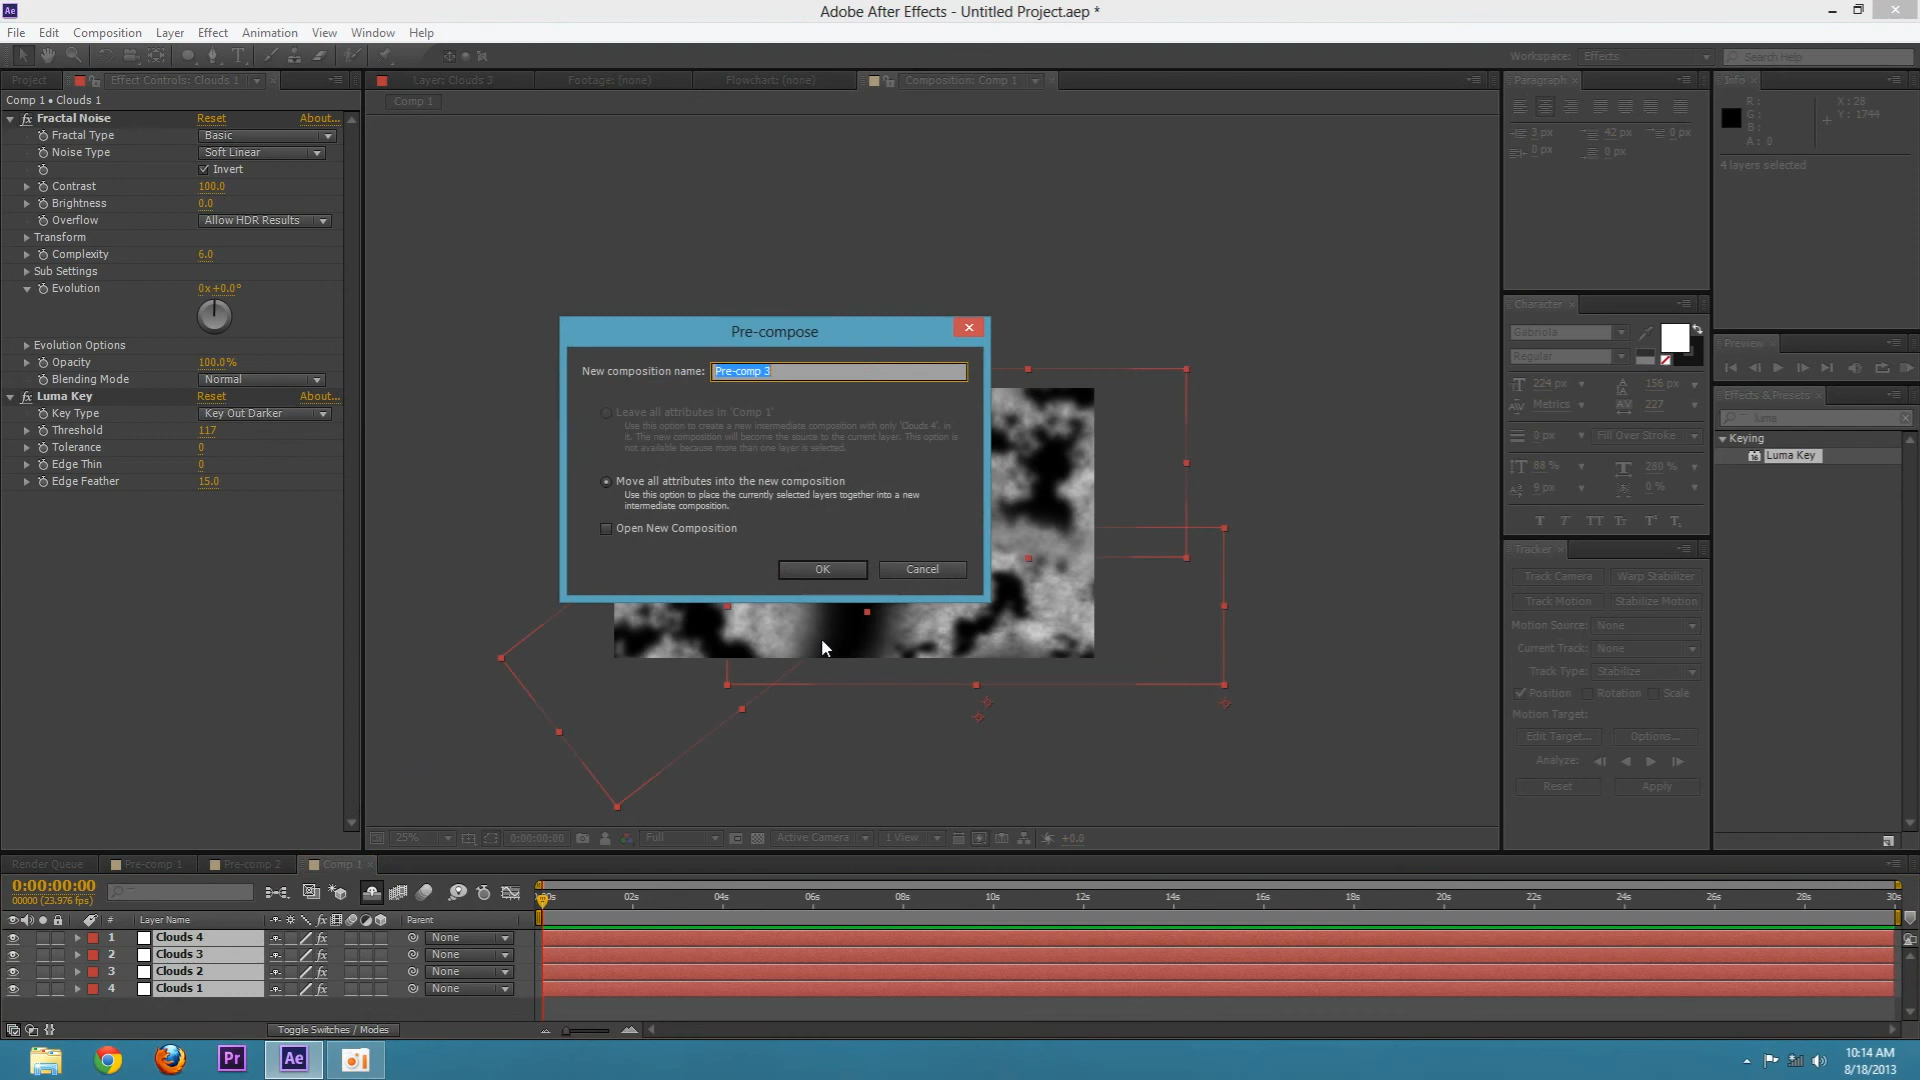 Adobe After Effects - Untitled Project.aep *
File Edit Composition Layer Effect Animation View Window Help
Workspace: Effects Search Help
Project Effect Controls: Clouds 1 Layer: Clouds 3 Footage: (none) Flowchart: (none) Composition: Comp 1 Paragraph Info
Comp 1 • Clouds 1
Comp 1
Fractal Noise Reset About...
Fractal Type Basic
Noise Type Soft Linear
Invert
Contrast 100.0
Brightness 0.0
Overflow Allow HDR Results
Transform
Complexity 6.0
Sub Settings
Evolution 0x+0.0°
Evolution Options
Opacity 100.0%
Blending Mode Normal
Luma Key Reset About...
Key Type Key Out Darker
Threshold 117
Tolerance 0
Edge Thin 0
Edge Feather 15.0
Pre-compose
New composition name: Pre-comp 3
Leave all attributes in 'Comp 1'
Use this option to create a new intermediate composition with only 'Clouds 4', in
it. The new composition will become the source to the current layer. This option is
not available because more than one layer is selected.
Move all attributes into the new composition
Use this option to place the currently selected layers together into a new
intermediate composition.
Open New Composition
OK Cancel
3 px 42 px 0 px
0 px 0 px
R:
G:
B:
A: 0
X: 28
Y: 1744
4 layers selected
Character
Gabriola
Regular
224 px 156 px
Metrics 227
0 px Fill Over Stroke
88 % 280 %
9 px 0 %
T T TT Tт T¹ T₁
Preview
Effects & Presets
luma
Keying
Luma Key
Tracker
Track Camera Warp Stabilizer
Track Motion Stabilize Motion
Motion Source: None
Current Track: None
Track Type: Stabilize
Position Rotation Scale
Motion Target:
Edit Target... Options...
Analyze:
Reset Apply
25% 0:00:00:00 Full Active Camera 1 View +0.0
Render Queue Pre-comp 1 Pre-comp 2 Comp 1
0:00:00:00
00000 (23.976 fps)
:00s 02s 04s 06s 08s 10s 12s 14s 16s 18s 20s 22s 24s 26s 28s 30s
# Layer Name fx Parent
1 Clouds 4 fx None
2 Clouds 3 fx None
3 Clouds 2 fx None
4 Clouds 1 fx None
Toggle Switches / Modes
Pr Ae
10:14 AM
8/18/2013